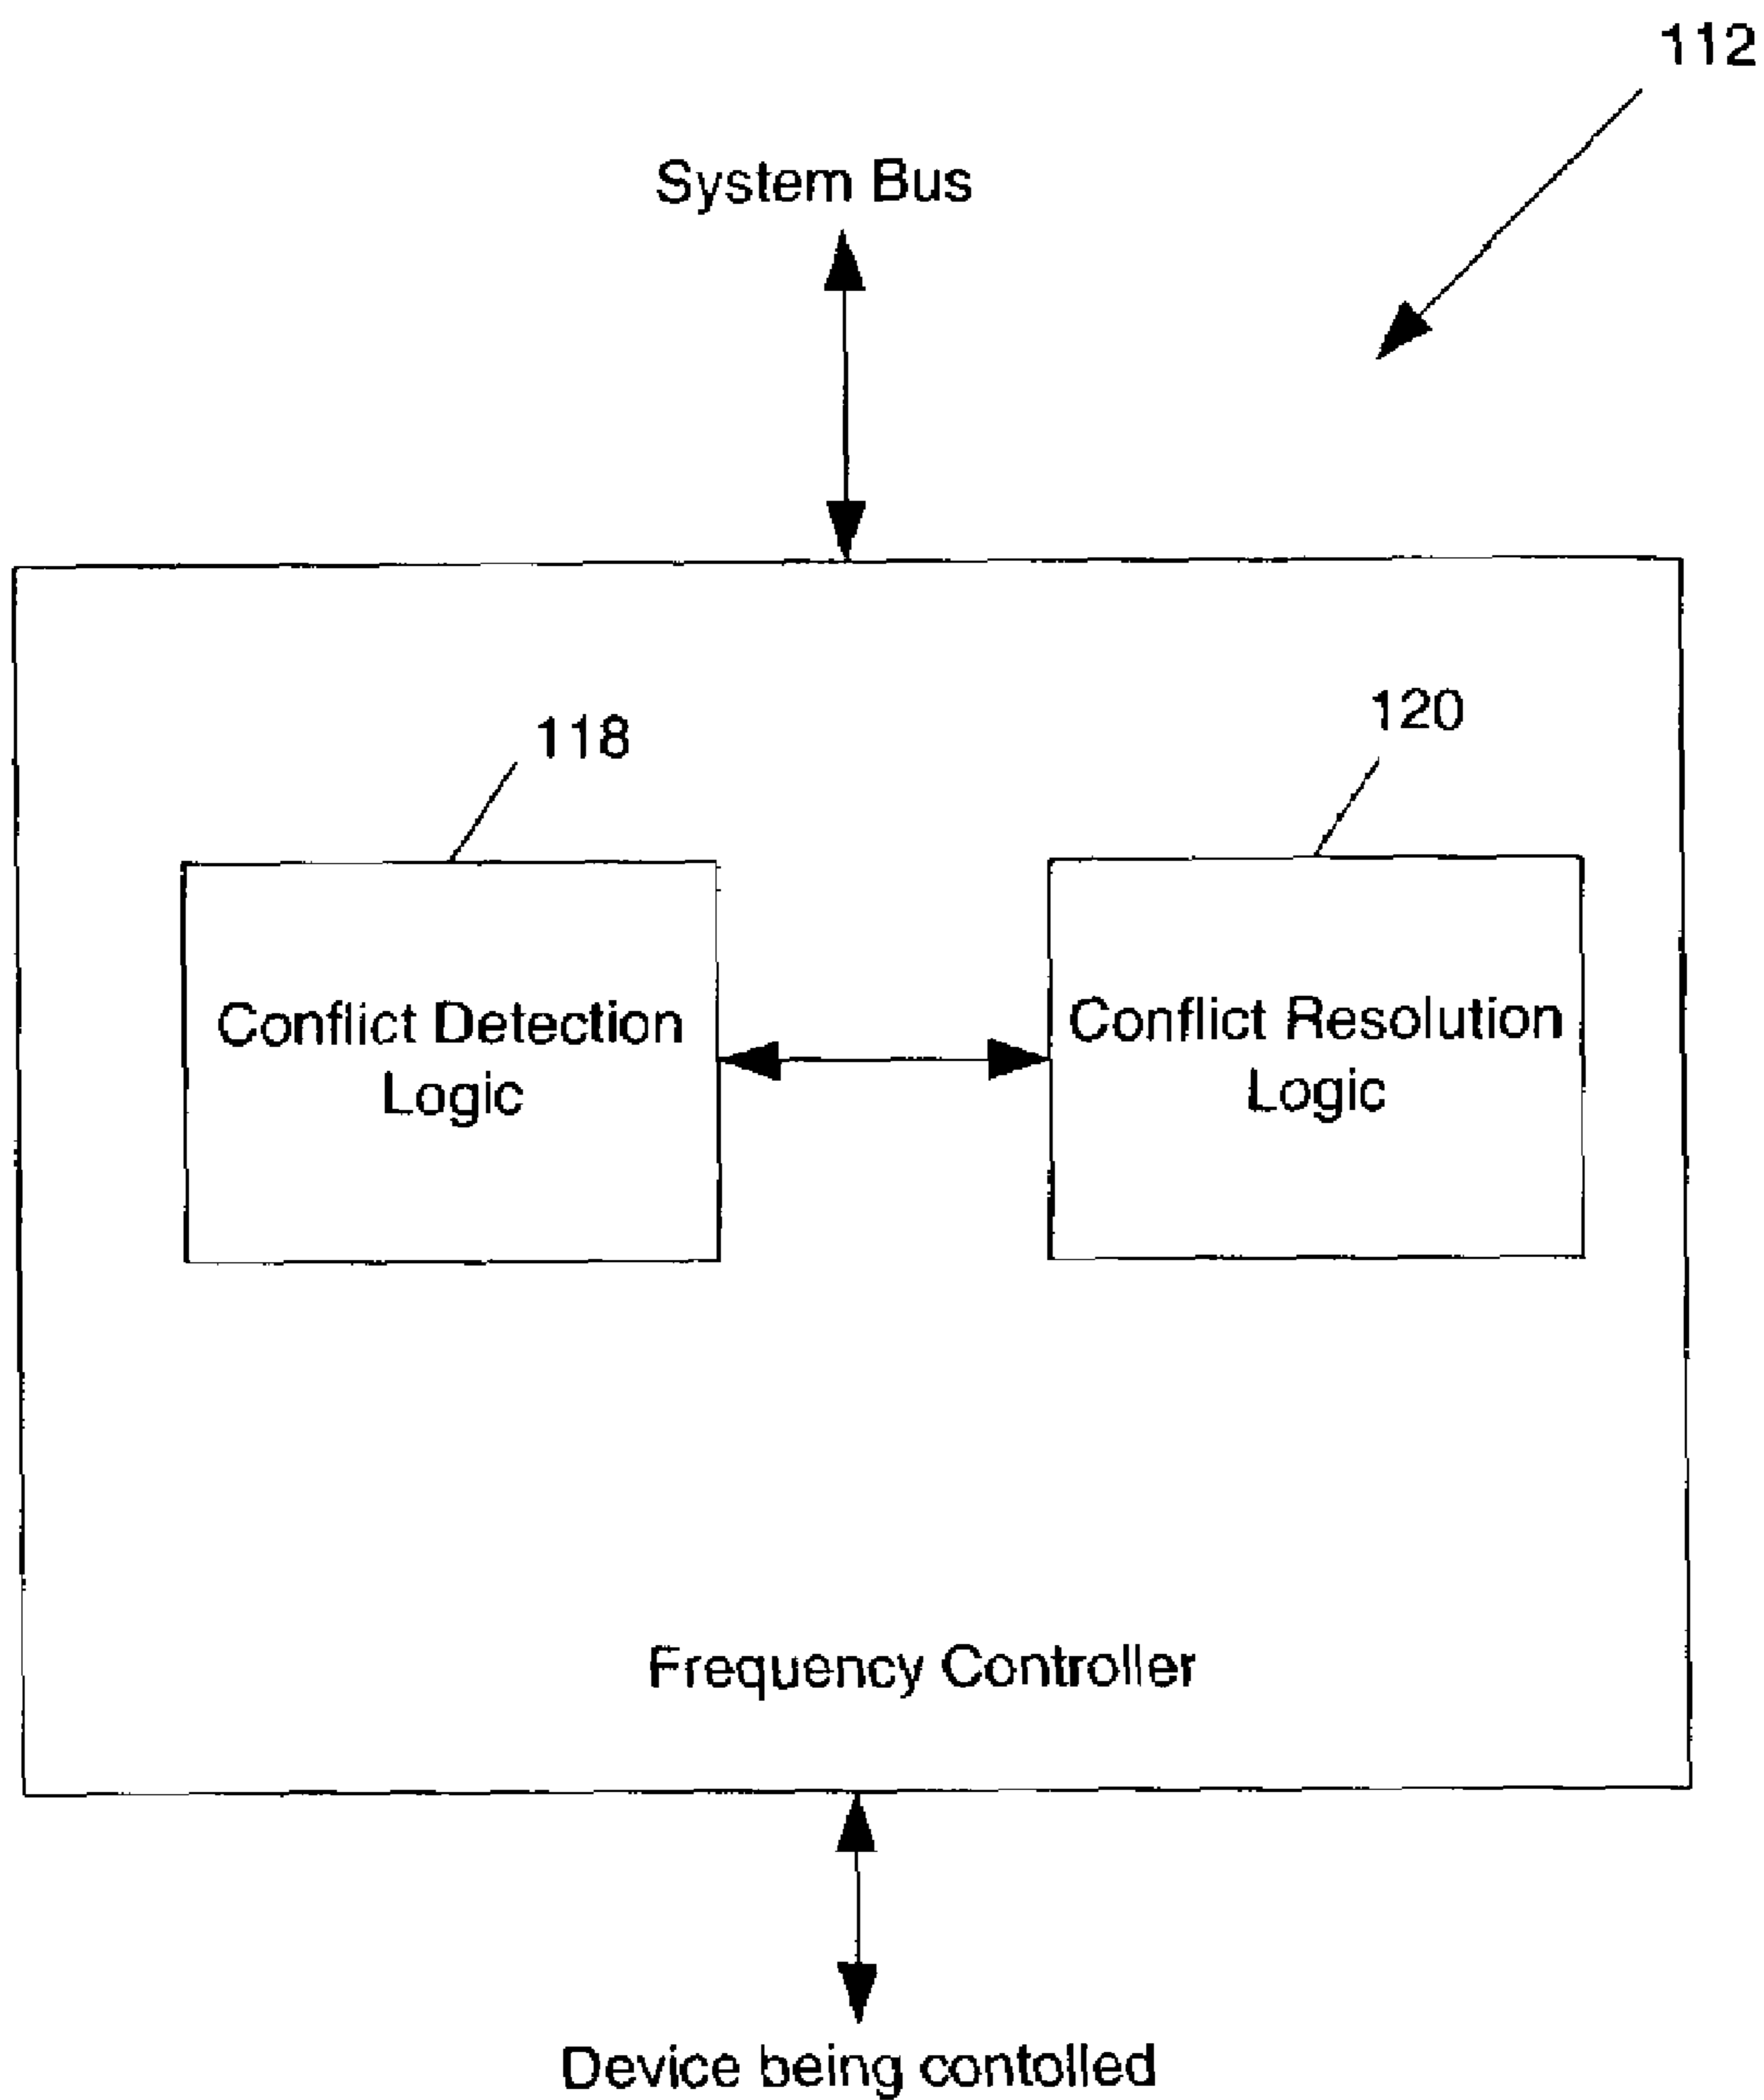 112
System Bus
118
120
Conflict Detection
Logic
Conflict Resolution
Logic
Frequency Controller
Device being contolled